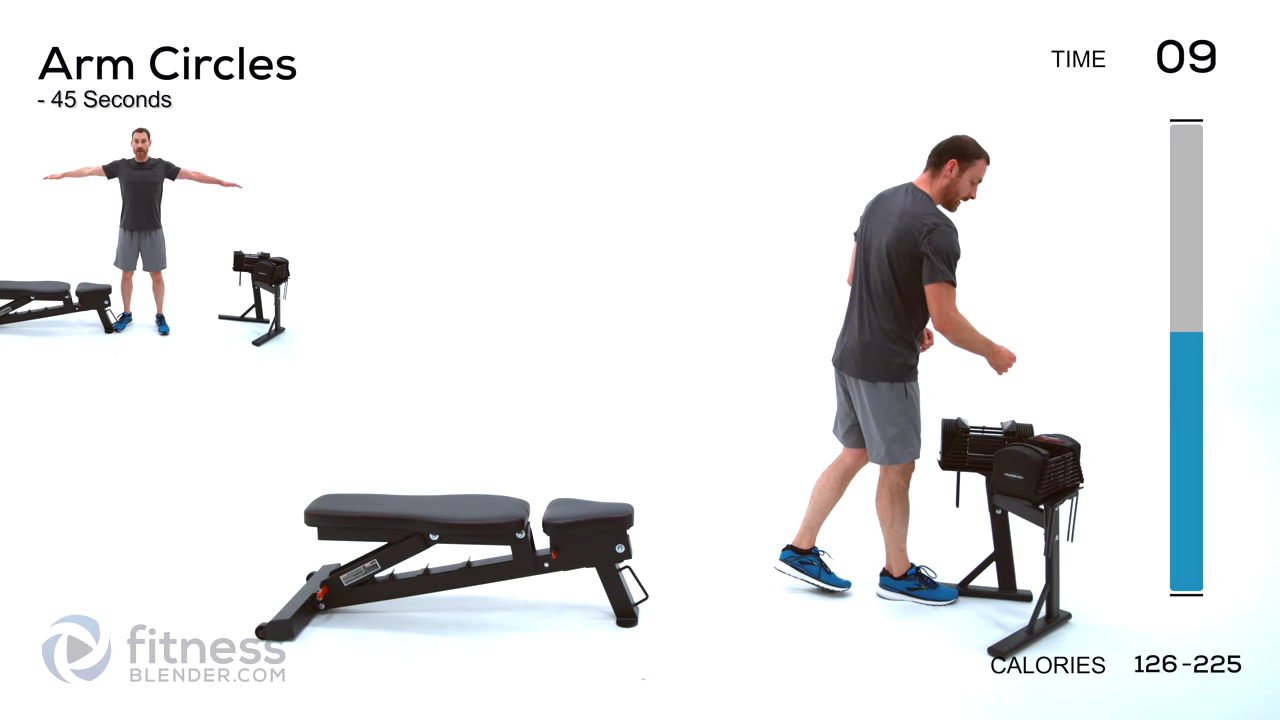 Arm Circles
- 45 Seconds
TIME 09
CALORIES 126-225
fitness
BLENDER.COM